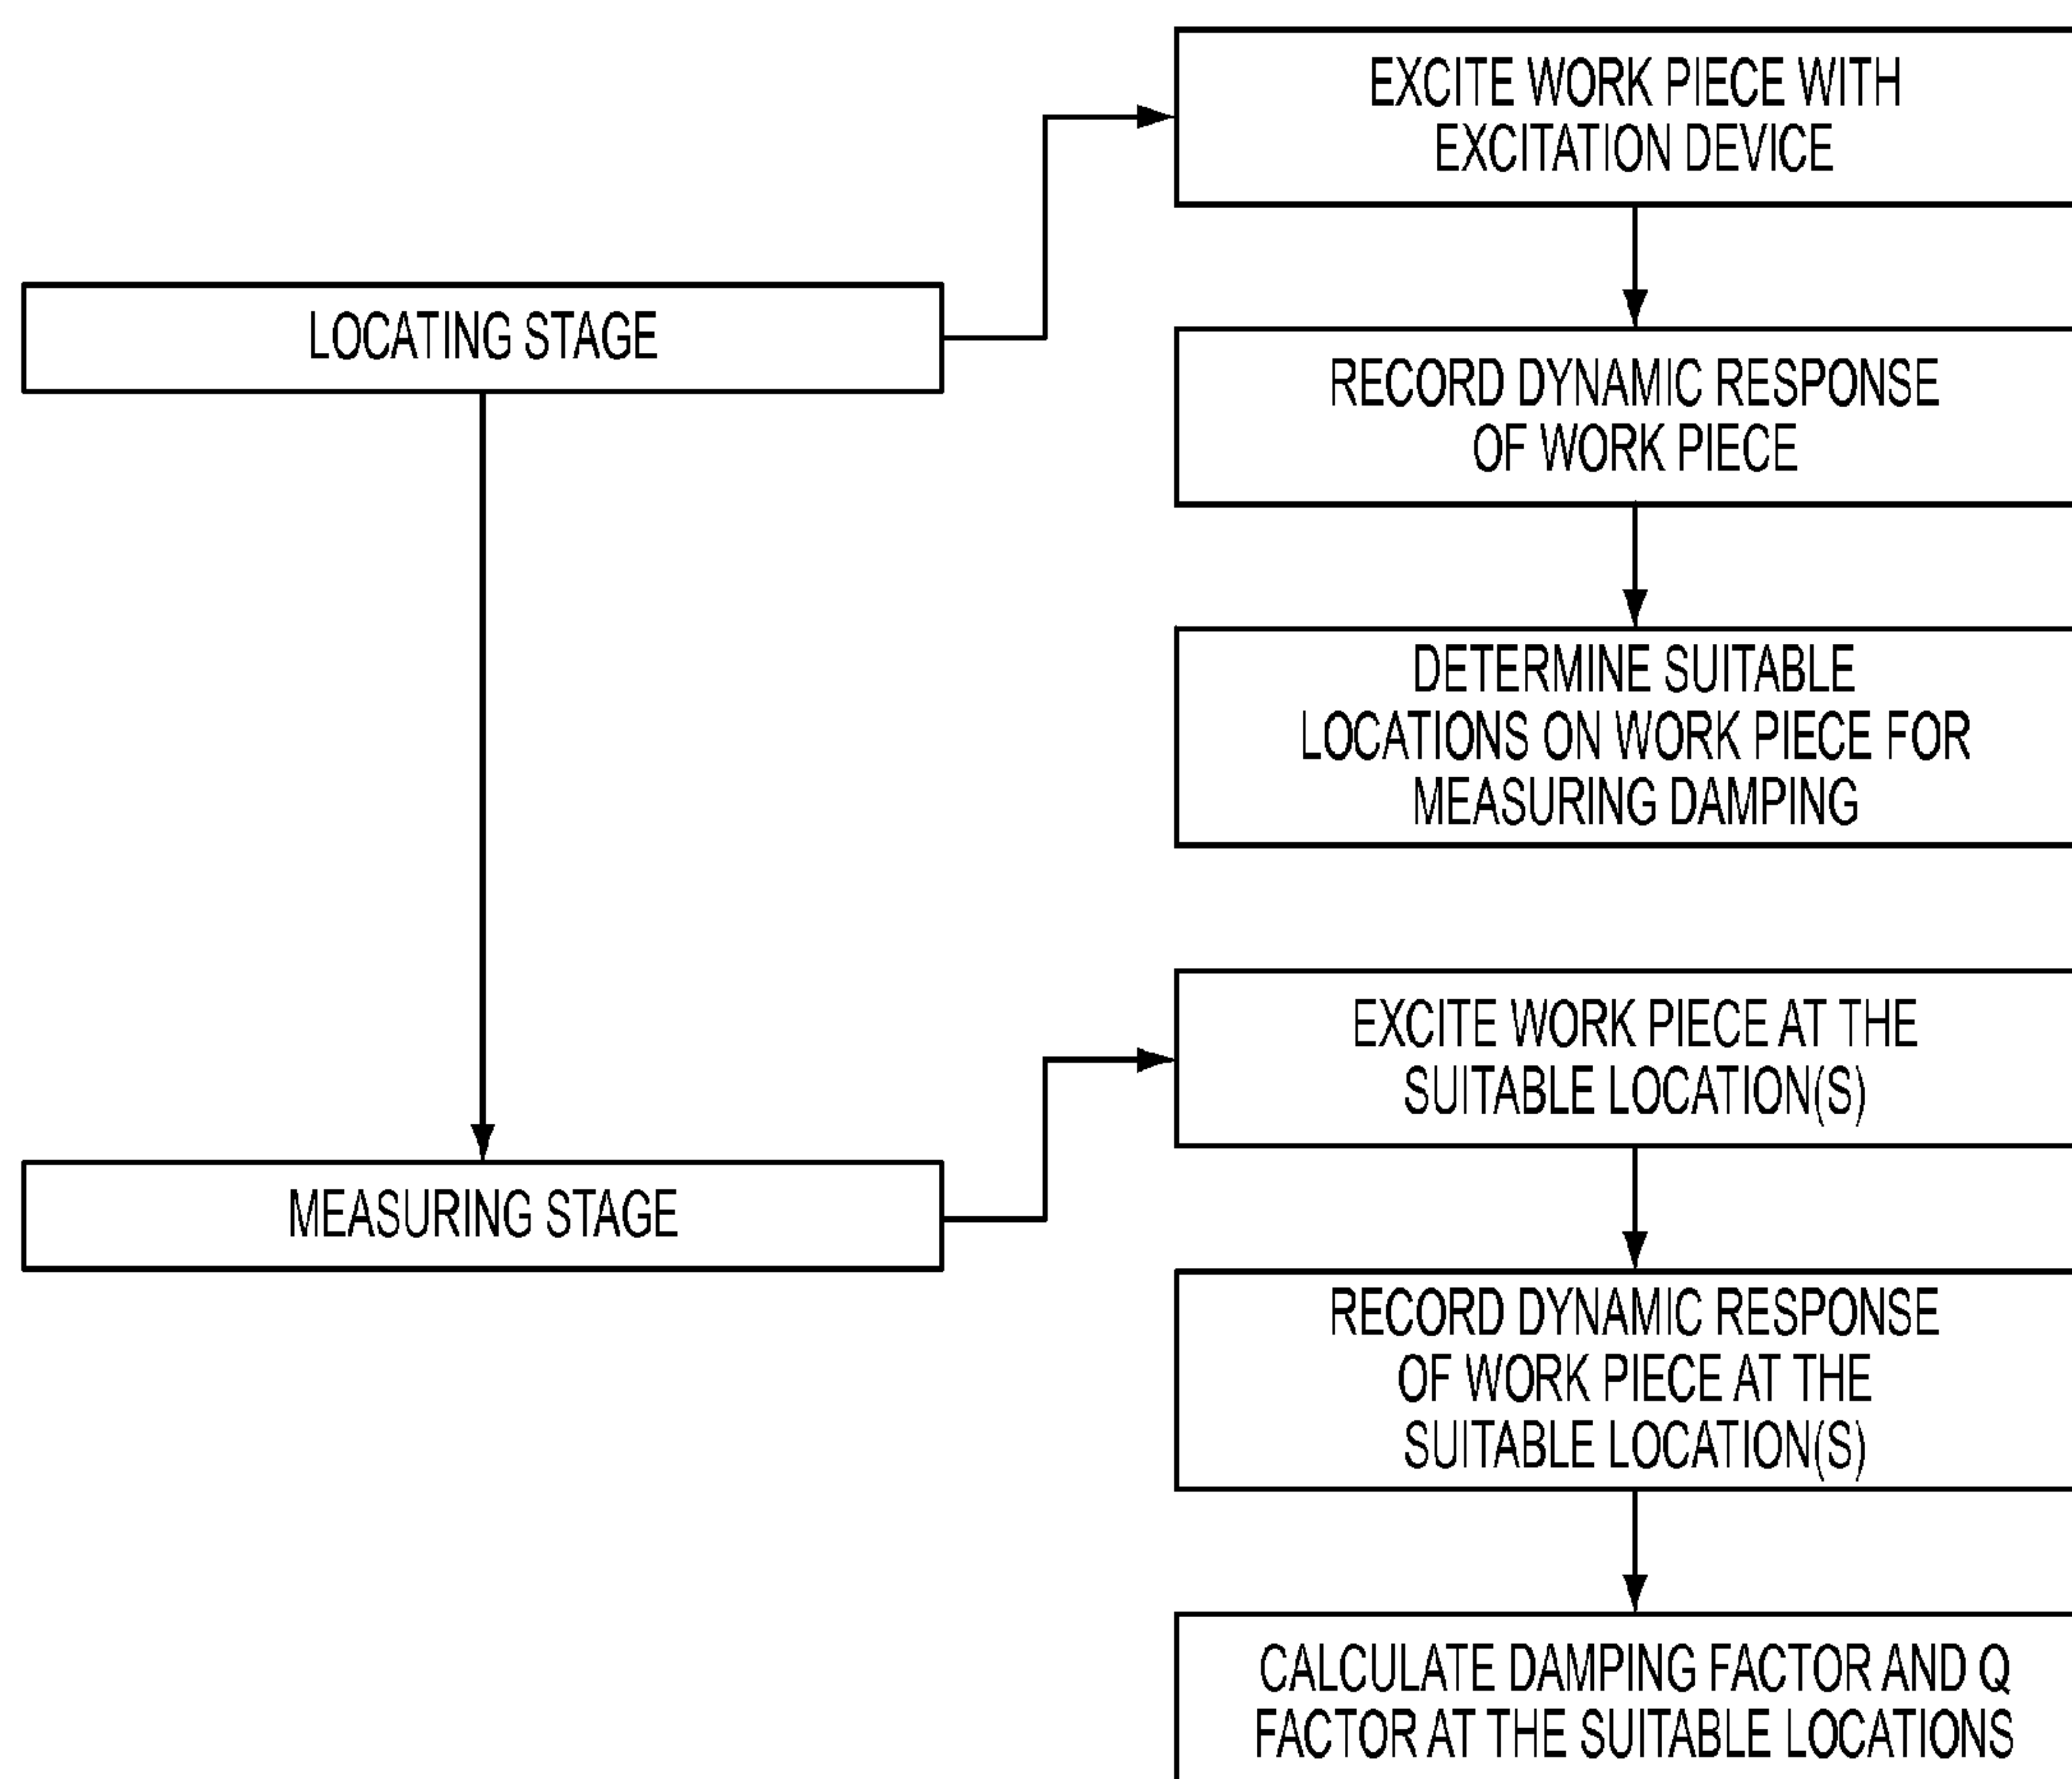 EXCITE WORK PIECE WITH
EXCITATION DEVICE
LOCATING STAGE
RECORD DYNAMIC RESPONSE
OF WORK PIECE
DETERMINE SUITABLE
LOCATIONS ON WORK PIECE FOR
MEASURING DAMPING
EXCITE WORK PIECE AT THE
SUITABLE LOCATION(S)
MEASURING STAGE
RECORD DYNAMIC RESPONSE
OF WORK PIECE AT THE
SUITABLE LOCATION(S)
CALCULATE DAMPING FACTOR AND Q
FACTOR AT THE SUITABLE LOCATIONS